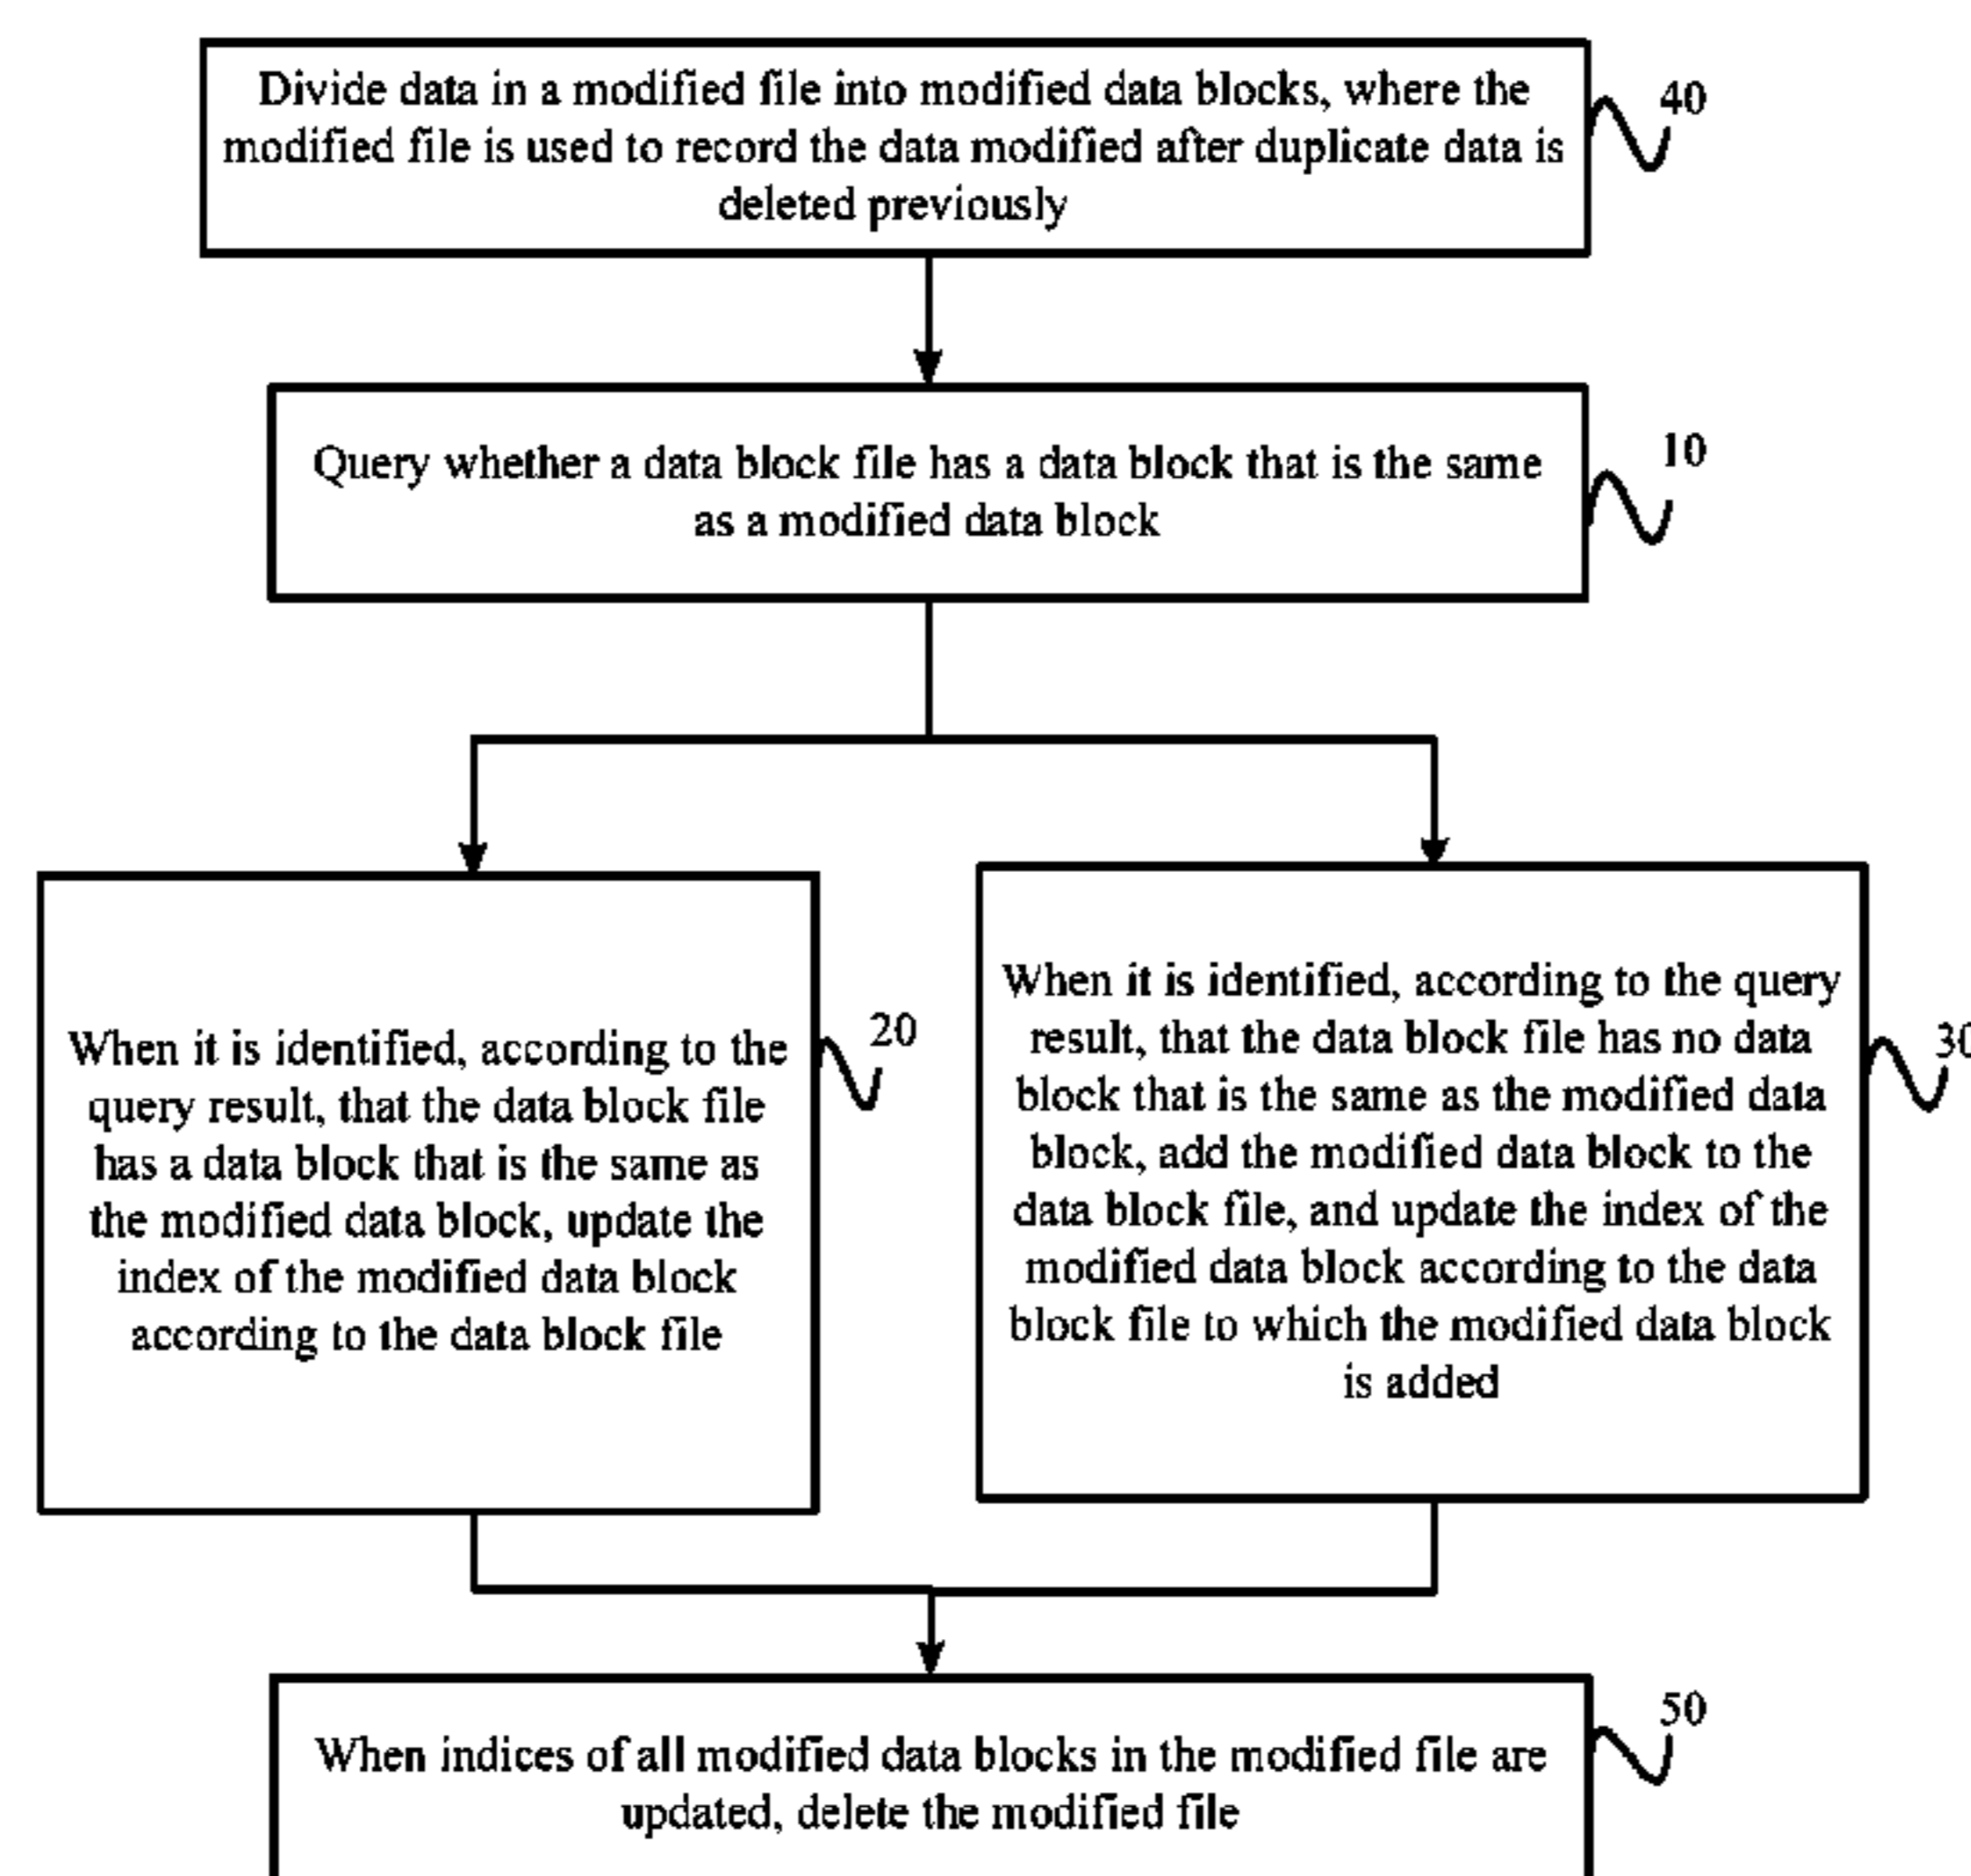 Divide data in a modified file into modified data blocks, where the
modified file is used to record the data modified after duplicate data is
deleted previously
40
Query whether a data block file has a data block that is the same
as a modified data block
10
When it is identified, according to the
query result, that the data block file
has a data block that is the same as
the modified data block, update the
index of the modified data block
according to the data block file
20
When it is identified, according to the query
result, that the data block file has no data
block that is the same as the modified data
block, add the modified data block to the
data block file, and update the index of the
modified data block according to the data
block file to which the modified data block
is added
30
When indices of all modified data blocks in the modified file are
updated, delete the modified file
50